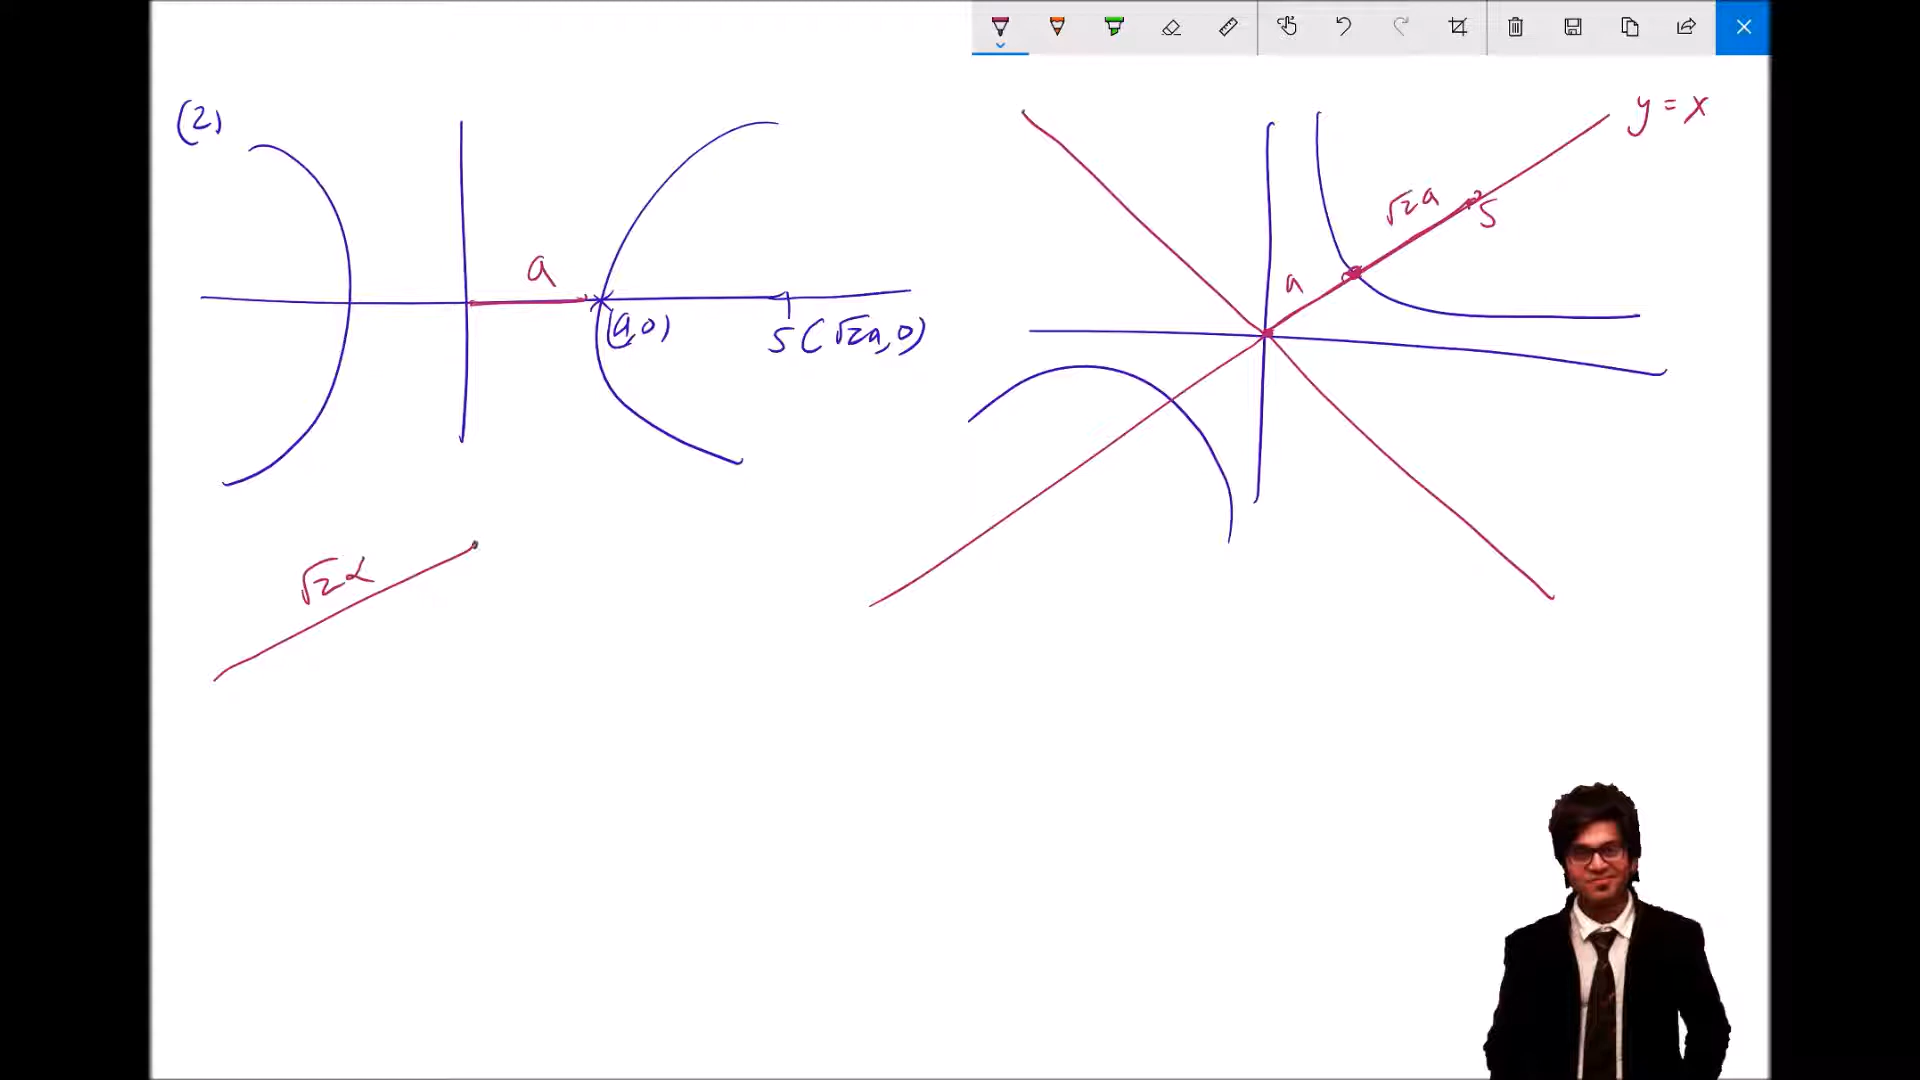 (2)
a
(a,0)
S (√2a, 0)
y = x
√2a
S
a
√2α